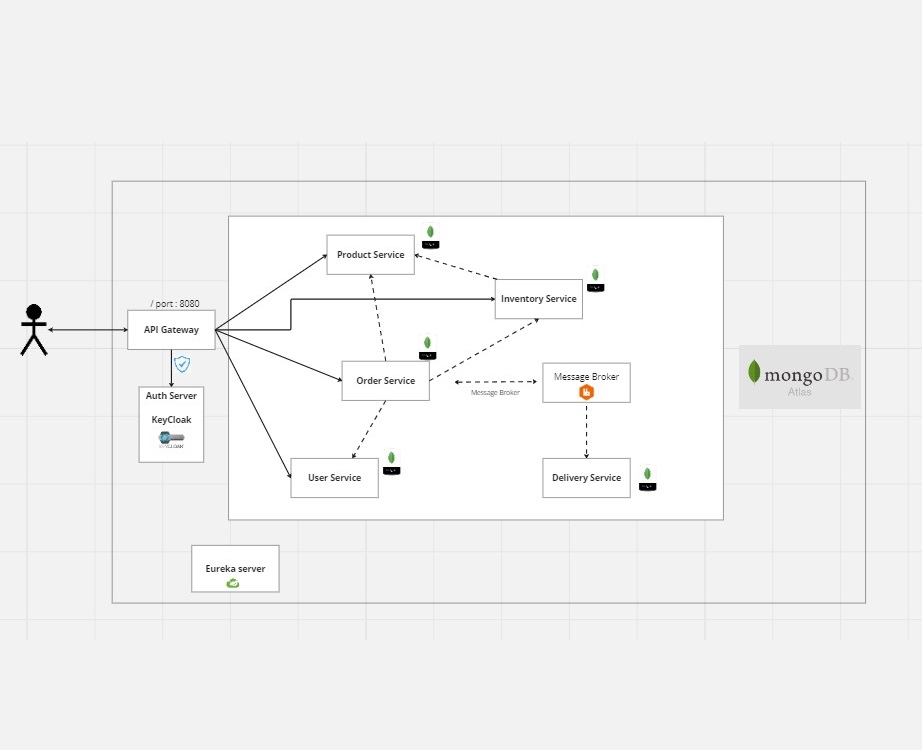 / port : 8080
API Gateway
Auth Server
KeyCloak
KEYCLOAK
Product Service
Inventory Service
Order Service
Message Broker
Message Broker
User Service
Delivery Service
Eureka server
mongoDB.
Atlas